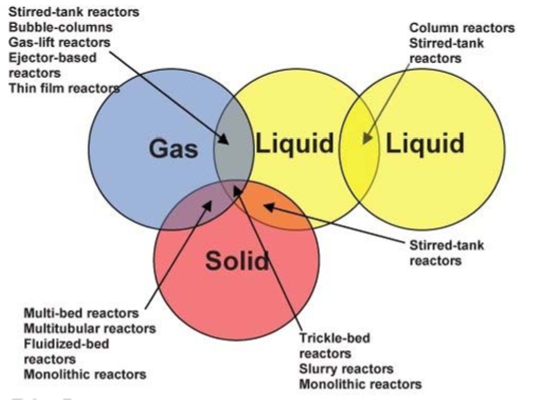 Stirred-tank reactors
Bubble-columns
Gas-lift reactors
Ejector-based
reactors
Thin film reactors
Column reactors
Stirred-tank
reactors
Gas
Liquid
Liquid
Solid
Stirred-tank
reactors
Multi-bed reactors
Multitubular reactors
Fluidized-bed
reactors
Monolithic reactors
Trickle-bed
reactors
Slurry reactors
Monolithic reactors